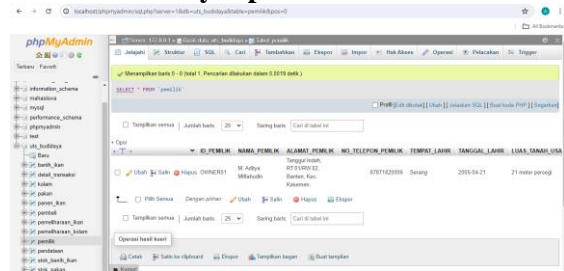 localhost/phpmyadmin/sql.php?server=1&db=uts_budidaya&table=pemilik&pos=0
All Bookmarks
phpMyAdmin
Terbaru Favorit
information_schema
mahasiswa
mysql
performance_schema
phpmyadmin
test
uts_budidaya
Baru
benih_ikan
detail_transaksi
kolam
pakan
panen_ikan
pembeli
pemeliharaan_ikan
pemeliharaan_kolam
pemilik
pendataan
stok_benih_ikan
stok_pakan
Jelajahi Struktur SQL Cari Tambahkan Ekspor Impor Hak Akses Operasi Pelacakan Trigger
Menampilkan baris 0 - 0 (total 1, Pencarian dilakukan dalam 0.0019 detik.)
SELECT * FROM `pemilik`
Profil [Edit dikotak] [ Ubah ] [ Jelaskan SQL ] [ Buat kode PHP ] [ Segarkan]
Tampilkan semua Jumlah baris: 25 Saring baris: Cari di tabel ini
+ Opsi
ID_PEMILIK NAMA_PEMILIK ALAMAT_PEMILIK NO_TELEPON_PEMILIK TEMPAT_LAHIR TANGGAL_LAHIR LUAS_TANAH_USA
Ubah Salin Hapus OWNER01 M. Aditya Miftahudin Tenggul Indah, RT.01/RW.02, Banten, Kec. Kasemen. Serang 2005-04-21 21 meter persegi
Pilih Semua Dengan pilihan: Ubah Salin Hapus Ekspor
Tampilkan semua Jumlah baris: 25 Saring baris: Cari di tabel ini
Operasi hasil kueri
Cetak Salin ke clipboard Ekspor Tampilkan bagan Buat tampilan
Konsol